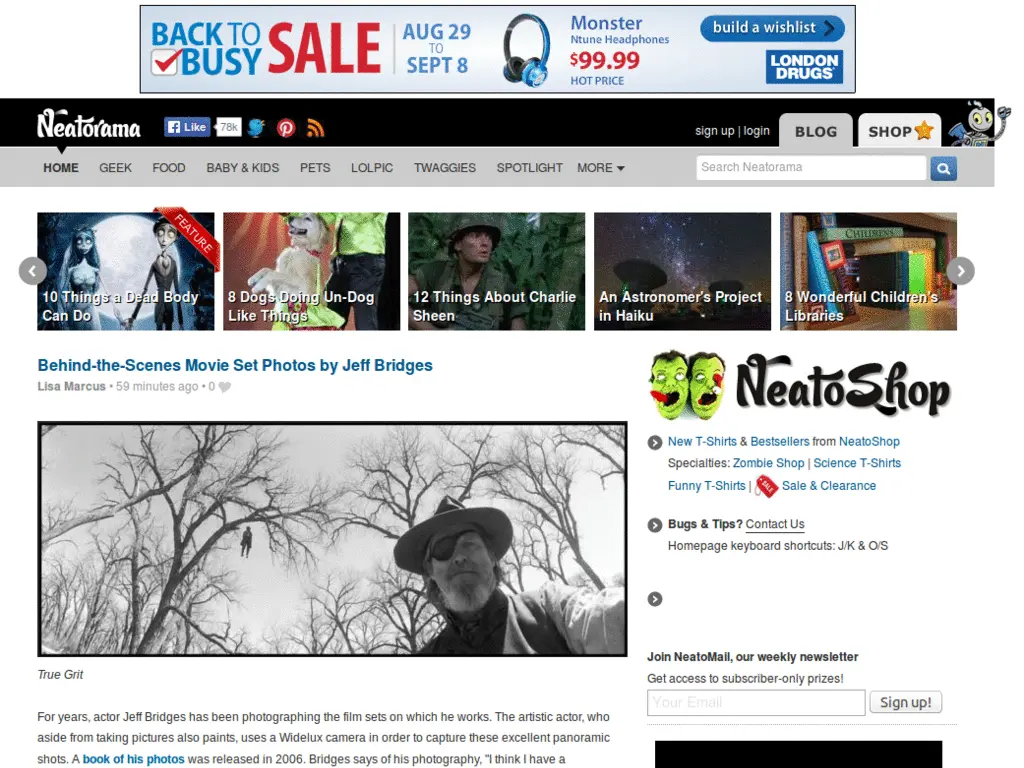 BACK TO
BUSY
SALE
AUG 29
TO
SEPT 8
Monster
Ntune Headphones
$99.99
HOT PRICE
build a wishlist
LONDON
DRUGS
Neatorama
Like
78k
sign up | login
BLOG
SHOP
HOME GEEK FOOD BABY & KIDS PETS LOLPIC TWAGGIES SPOTLIGHT MORE
Search Neatorama
FEATURE
10 Things a Dead Body
Can Do
8 Dogs Doing Un-Dog
Like Things
12 Things About Charlie
Sheen
An Astronomer's Project
in Haiku
CHILDRENS
LIBRARIES
8 Wonderful Children's
Libraries
Behind-the-Scenes Movie Set Photos by Jeff Bridges
Lisa Marcus • 59 minutes ago • 0
True Grit
For years, actor Jeff Bridges has been photographing the film sets on which he works. The artistic actor, who
aside from taking pictures also paints, uses a Widelux camera in order to capture these excellent panoramic
shots. A book of his photos was released in 2006. Bridges says of his photography, "I think I have a
NeatoShop
New T-Shirts & Bestsellers from NeatoShop
Specialties: Zombie Shop | Science T-Shirts
Funny T-Shirts | SALE Sale & Clearance
Bugs & Tips? Contact Us
Homepage keyboard shortcuts: J/K & O/S
Join NeatoMail, our weekly newsletter
Get access to subscriber-only prizes!
Your Email
Sign up!